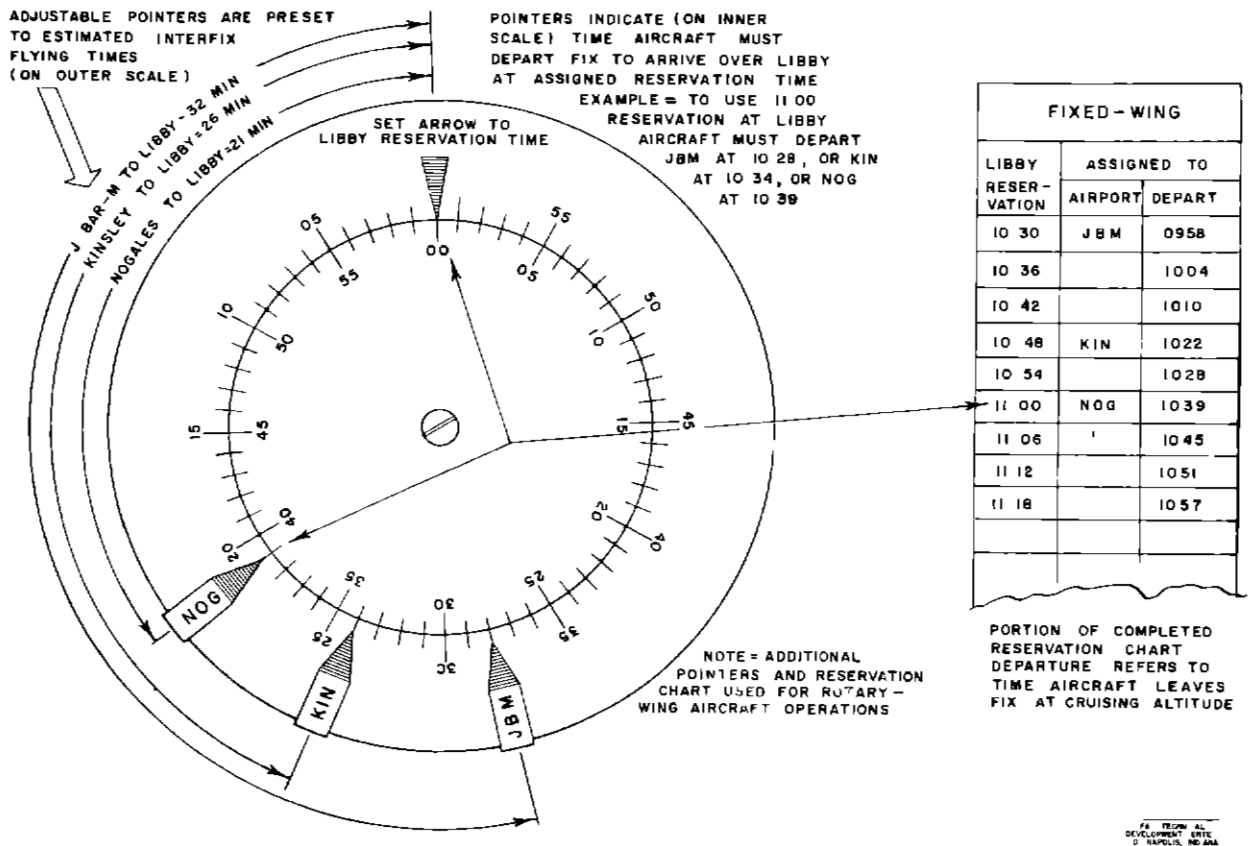 ADJUSTABLE POINTERS ARE PRESET
TO ESTIMATED INTERFIX
FLYING TIMES
(ON OUTER SCALE)
J BAR-M TO LIBBY-32 MIN
KINSLEY TO LIBBY=26 MIN
NOGALES TO LIBBY=21 MIN
POINTERS INDICATE (ON INNER
SCALE) TIME AIRCRAFT MUST
DEPART FIX TO ARRIVE OVER LIBBY
AT ASSIGNED RESERVATION TIME
EXAMPLE= TO USE 11 00
RESERVATION AT LIBBY
AIRCRAFT MUST DEPART
JBM AT 10 28, OR KIN
AT 10 34, OR NOG
AT 10 39
SET ARROW TO
LIBBY RESERVATION TIME
05 55
00
55 05
10 50
50 10
15 45 15 45
40 20
20 40
35 25
30
25 35
30
NOG
KIN
JBM
NOTE= ADDITIONAL
POINTERS AND RESERVATION
CHART USED FOR ROTARY-
WING AIRCRAFT OPERATIONS
FIXED-WING
LIBBY ASSIGNED TO
RESER-
VATION AIRPORT DEPART
10 30 JBM 0958
10 36 1004
10 42 1010
10 48 KIN 1022
10 54 1028
11 00 NOG 1039
11 06 ' 1045
11 12 1051
11 18 1057
PORTION OF COMPLETED
RESERVATION CHART
DEPARTURE REFERS TO
TIME AIRCRAFT LEAVES
FIX AT CRUISING ALTITUDE
DEVELOPMENT